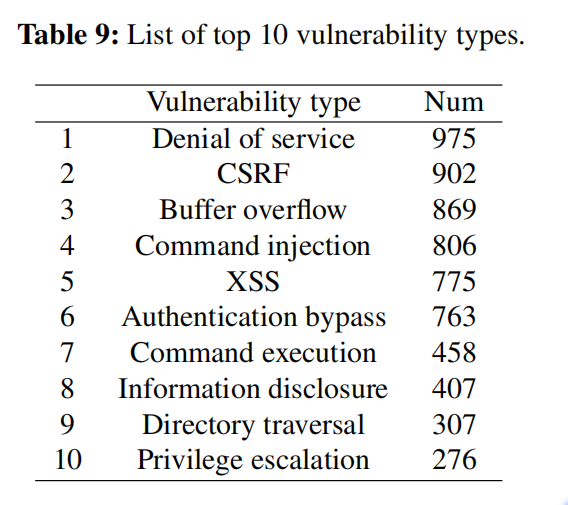 Table 9: List of top 10 vulnerability types.
Vulnerability type Num
1 Denial of service 975
2 CSRF 902
3 Buffer overflow 869
4 Command injection 806
5 XSS 775
6 Authentication bypass 763
7 Command execution 458
8 Information disclosure 407
9 Directory traversal 307
10 Privilege escalation 276